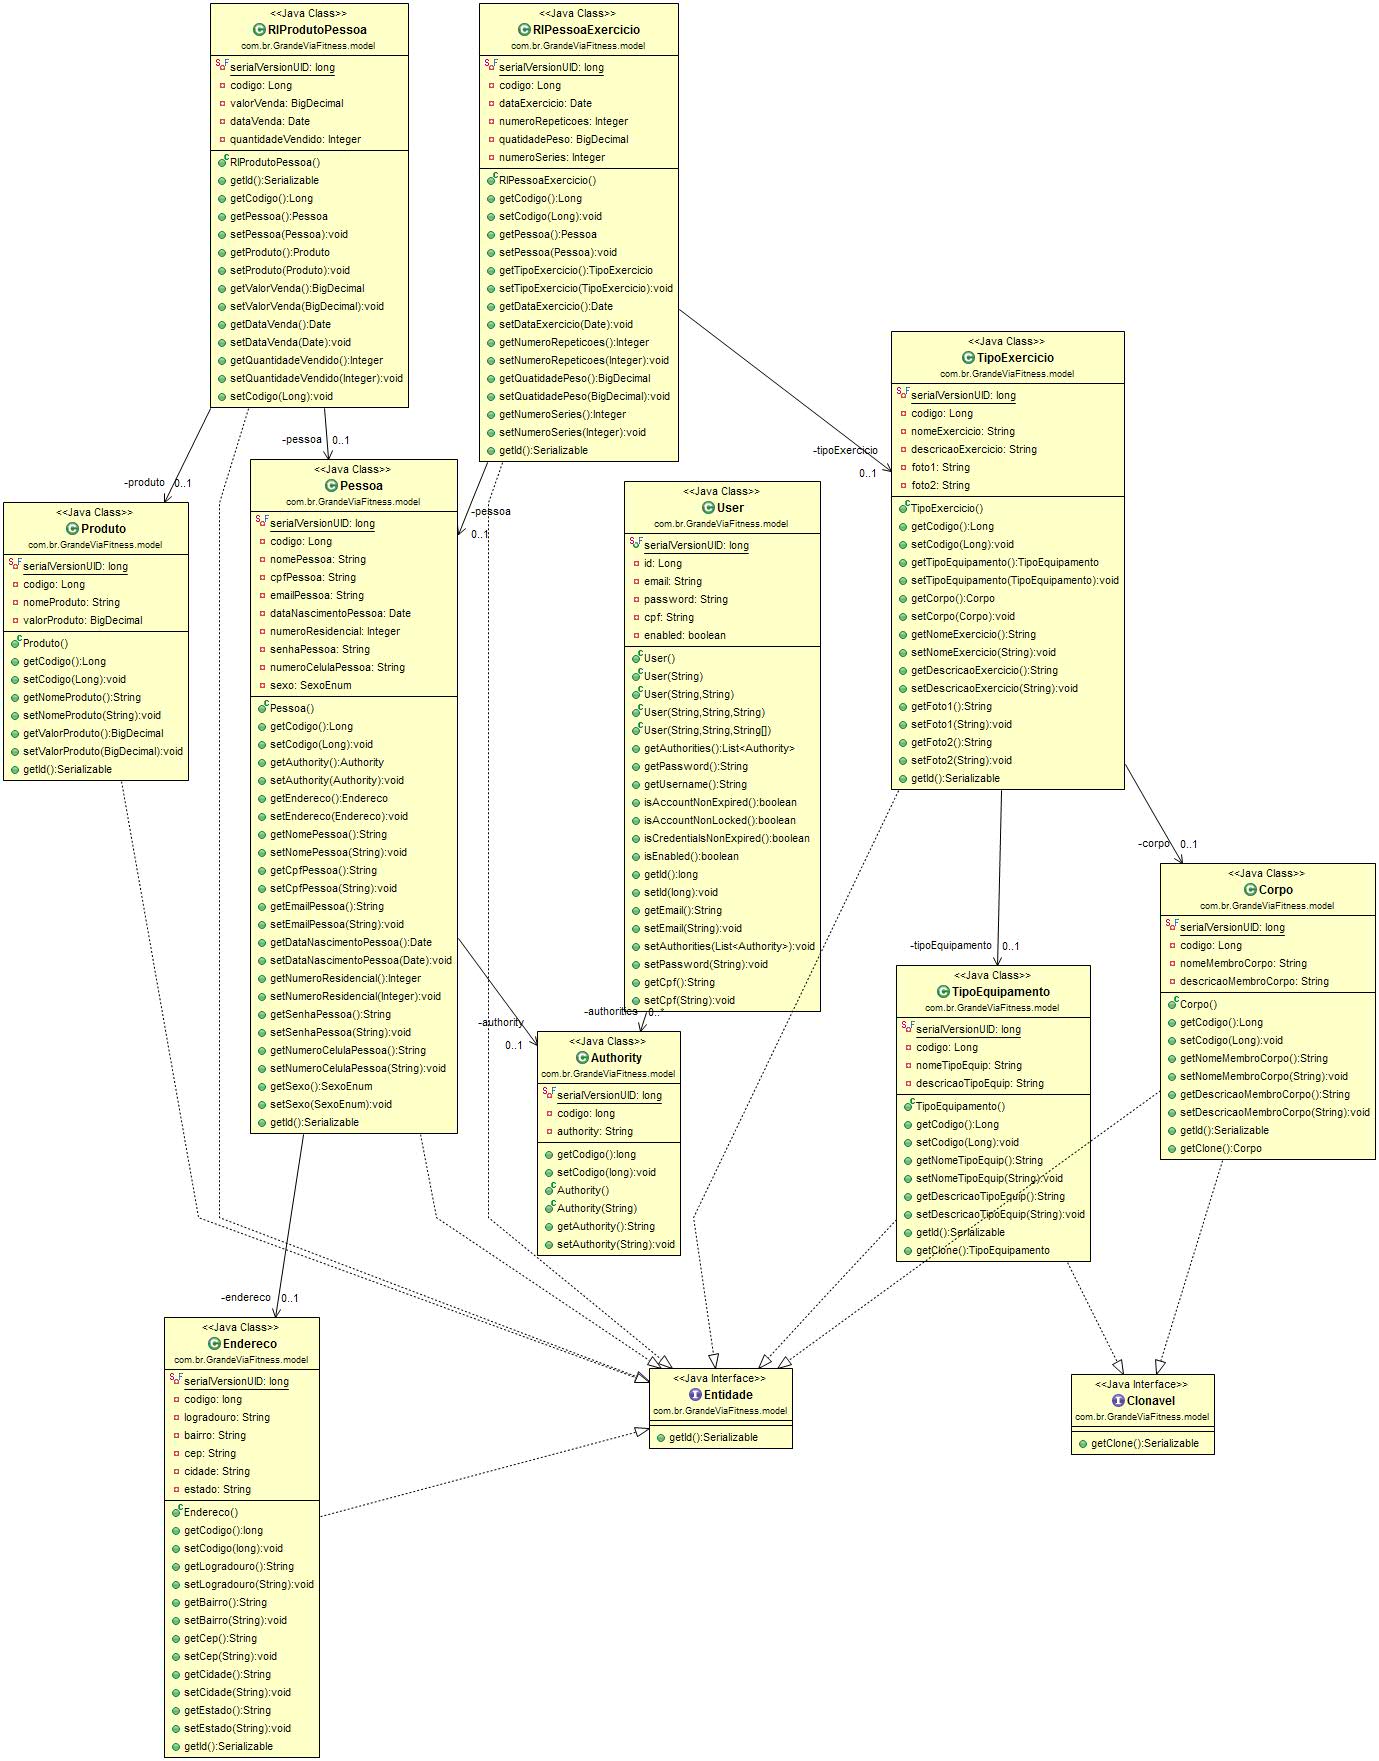 <<Java Class>>
RlProdutoPessoa
com.br.GrandeViaFitness.model
serialVersionUID: long
codigo: Long
valorVenda: BigDecimal
dataVenda: Date
quantidadeVendido: Integer
RlProdutoPessoa()
getId():Serializable
getCodigo():Long
getPessoa():Pessoa
setPessoa(Pessoa):void
getProduto():Produto
setProduto(Produto):void
getValorVenda():BigDecimal
setValorVenda(BigDecimal):void
getDataVenda():Date
setDataVenda(Date):void
getQuantidadeVendido():Integer
setQuantidadeVendido(Integer):void
setCodigo(Long):void
<<Java Class>>
RlPessoaExercicio
com.br.GrandeViaFitness.model
serialVersionUID: long
codigo: Long
dataExercicio: Date
numeroRepeticoes: Integer
quatidadePeso: BigDecimal
numeroSeries: Integer
RlPessoaExercicio()
getCodigo():Long
setCodigo(Long):void
getPessoa():Pessoa
setPessoa(Pessoa):void
getTipoExercicio():TipoExercicio
setTipoExercicio(TipoExercicio):void
getDataExercicio():Date
setDataExercicio(Date):void
getNumeroRepeticoes():Integer
setNumeroRepeticoes(Integer):void
getQuatidadePeso():BigDecimal
setQuatidadePeso(BigDecimal):void
getNumeroSeries():Integer
setNumeroSeries(Integer):void
getId():Serializable
-produto
0..1
-pessoa
0..1
-pessoa
0..1
-tipoExercicio
0..1
<<Java Class>>
TipoExercicio
com.br.GrandeViaFitness.model
serialVersionUID: long
codigo: Long
nomeExercicio: String
descricaoExercicio: String
foto1: String
foto2: String
TipoExercicio()
getCodigo():Long
setCodigo(Long):void
getTipoEquipamento():TipoEquipamento
setTipoEquipamento(TipoEquipamento):void
getCorpo():Corpo
setCorpo(Corpo):void
getNomeExercicio():String
setNomeExercicio(String):void
getDescricaoExercicio():String
setDescricaoExercicio(String):void
getFoto1():String
setFoto1(String):void
getFoto2():String
setFoto2(String):void
getId():Serializable
<<Java Class>>
Produto
com.br.GrandeViaFitness.model
serialVersionUID: long
codigo: Long
nomeProduto: String
valorProduto: BigDecimal
Produto()
getCodigo():Long
setCodigo(Long):void
getNomeProduto():String
setNomeProduto(String):void
getValorProduto():BigDecimal
setValorProduto(BigDecimal):void
getId():Serializable
<<Java Class>>
Pessoa
com.br.GrandeViaFitness.model
serialVersionUID: long
codigo: Long
nomePessoa: String
cpfPessoa: String
emailPessoa: String
dataNascimentoPessoa: Date
numeroResidencial: Integer
senhaPessoa: String
numeroCelulaPessoa: String
sexo: SexoEnum
Pessoa()
getCodigo():Long
setCodigo(Long):void
getAuthority():Authority
setAuthority(Authority):void
getEndereco():Endereco
setEndereco(Endereco):void
getNomePessoa():String
setNomePessoa(String):void
getCpfPessoa():String
setCpfPessoa(String):void
getEmailPessoa():String
setEmailPessoa(String):void
getDataNascimentoPessoa():Date
setDataNascimentoPessoa(Date):void
getNumeroResidencial():Integer
setNumeroResidencial(Integer):void
getSenhaPessoa():String
setSenhaPessoa(String):void
getNumeroCelulaPessoa():String
setNumeroCelulaPessoa(String):void
getSexo():SexoEnum
setSexo(SexoEnum):void
getId():Serializable
<<Java Class>>
User
com.br.GrandeViaFitness.model
serialVersionUID: long
id: Long
email: String
password: String
cpf: String
enabled: boolean
User()
User(String)
User(String,String)
User(String,String,String)
User(String,String,String[])
getAuthorities():List<Authority>
getPassword():String
getUsername():String
isAccountNonExpired():boolean
isAccountNonLocked():boolean
isCredentialsNonExpired():boolean
isEnabled():boolean
getId():long
setId(long):void
getEmail():String
setEmail(String):void
setAuthorities(List<Authority>):void
setPassword(String):void
getCpf():String
setCpf(String):void
-authority
0..1
-authorities
0..*
-tipoEquipamento
0..1
-corpo
0..1
<<Java Class>>
Authority
com.br.GrandeViaFitness.model
serialVersionUID: long
codigo: long
authority: String
getCodigo():long
setCodigo(long):void
Authority()
Authority(String)
getAuthority():String
setAuthority(String):void
<<Java Class>>
TipoEquipamento
com.br.GrandeViaFitness.model
serialVersionUID: long
codigo: Long
nomeTipoEquip: String
descricaoTipoEquip: String
TipoEquipamento()
getCodigo():Long
setCodigo(Long):void
getNomeTipoEquip():String
setNomeTipoEquip(String):void
getDescricaoTipoEquip():String
setDescricaoTipoEquip(String):void
getId():Serializable
getClone():TipoEquipamento
<<Java Class>>
Corpo
com.br.GrandeViaFitness.model
serialVersionUID: long
codigo: Long
nomeMembroCorpo: String
descricaoMembroCorpo: String
Corpo()
getCodigo():Long
setCodigo(Long):void
getNomeMembroCorpo():String
setNomeMembroCorpo(String):void
getDescricaoMembroCorpo():String
setDescricaoMembroCorpo(String):void
getId():Serializable
getClone():Corpo
-endereco
0..1
<<Java Class>>
Endereco
com.br.GrandeViaFitness.model
serialVersionUID: long
codigo: long
logradouro: String
bairro: String
cep: String
cidade: String
estado: String
Endereco()
getCodigo():long
setCodigo(long):void
getLogradouro():String
setLogradouro(String):void
getBairro():String
setBairro(String):void
getCep():String
setCep(String):void
getCidade():String
setCidade(String):void
getEstado():String
setEstado(String):void
getId():Serializable
<<Java Interface>>
Entidade
com.br.GrandeViaFitness.model
getId():Serializable
<<Java Interface>>
Clonavel
com.br.GrandeViaFitness.model
getClone():Serializable